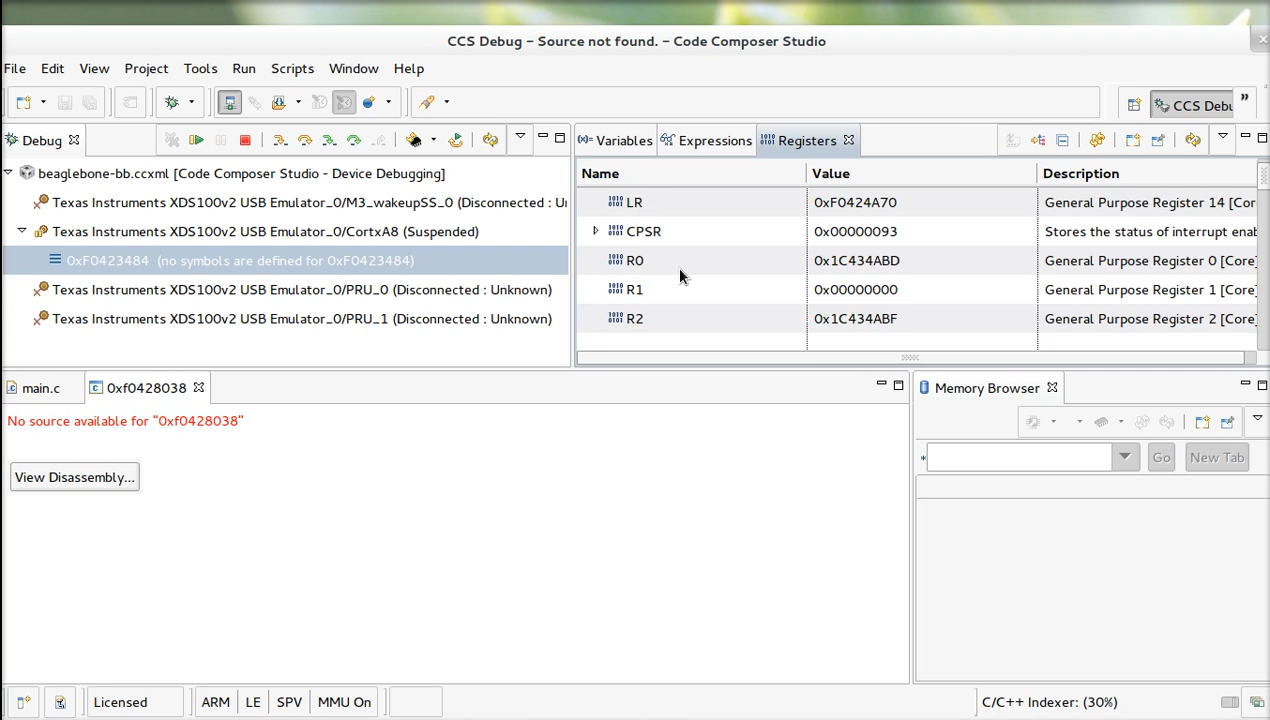 CCS Debug – Source not found. – Code Composer Studio
File Edit View Project Tools Run Scripts Window Help
CCS Debu
Debug
(x)= Variables Expressions Registers
beaglebone-bb.ccxml [Code Composer Studio - Device Debugging]
Texas Instruments XDS100v2 USB Emulator_0/M3_wakeupSS_0 (Disconnected : U
Texas Instruments XDS100v2 USB Emulator_0/CortxA8 (Suspended)
0xF0423484 (no symbols are defined for 0xF0423484)
Texas Instruments XDS100v2 USB Emulator_0/PRU_0 (Disconnected : Unknown)
Texas Instruments XDS100v2 USB Emulator_0/PRU_1 (Disconnected : Unknown)
Name Value Description
LR 0xF0424A70 General Purpose Register 14 [Cor
CPSR 0x00000093 Stores the status of interrupt enab
R0 0x1C434ABD General Purpose Register 0 [Core]
R1 0x00000000 General Purpose Register 1 [Core]
R2 0x1C434ABF General Purpose Register 2 [Core]
main.c 0xf0428038
No source available for "0xf0428038"
View Disassembly...
Memory Browser
Go New Tab
Licensed ARM LE SPV MMU On C/C++ Indexer: (30%)